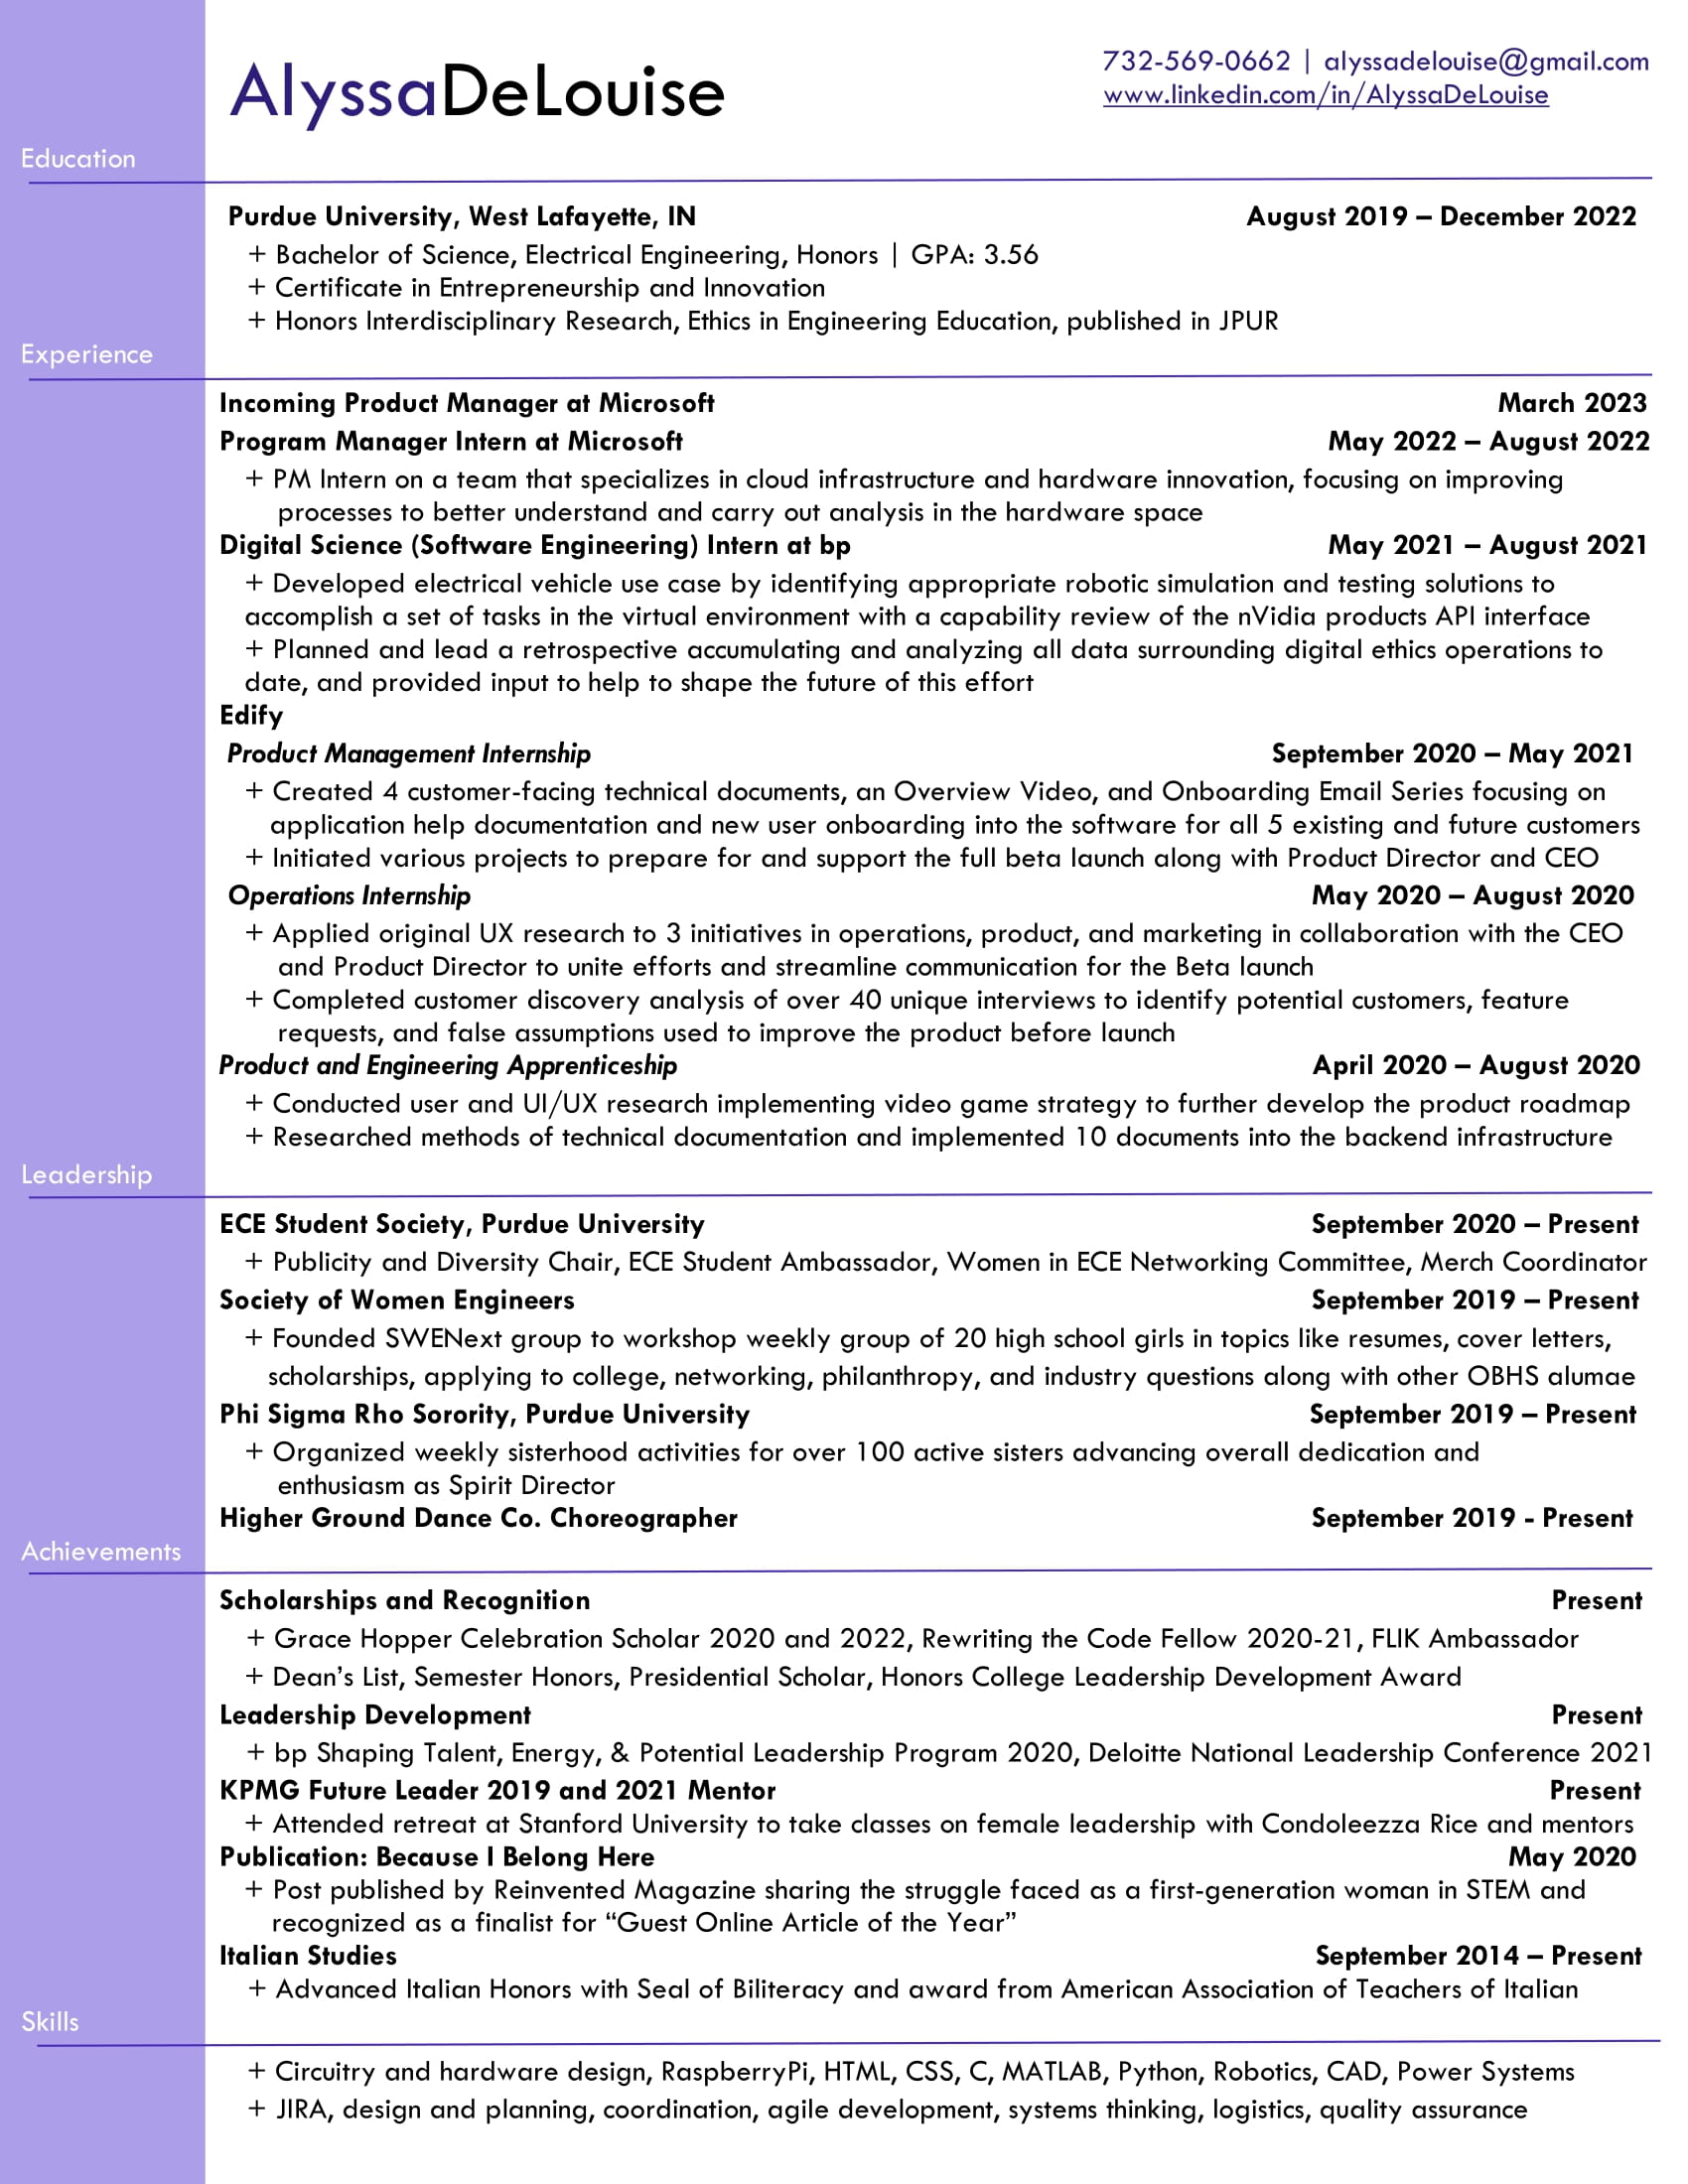 AlyssaDeLouise
732-569-0662 | alyssadelouise@gmail.com
www.linkedin.com/in/AlyssaDeLouise
Education
Purdue University, West Lafayette, IN August 2019 – December 2022
+ Bachelor of Science, Electrical Engineering, Honors | GPA: 3.56
+ Certificate in Entrepreneurship and Innovation
+ Honors Interdisciplinary Research, Ethics in Engineering Education, published in JPUR
Experience
Incoming Product Manager at Microsoft March 2023
Program Manager Intern at Microsoft May 2022 – August 2022
+ PM Intern on a team that specializes in cloud infrastructure and hardware innovation, focusing on improving
processes to better understand and carry out analysis in the hardware space
Digital Science (Software Engineering) Intern at bp May 2021 – August 2021
+ Developed electrical vehicle use case by identifying appropriate robotic simulation and testing solutions to
accomplish a set of tasks in the virtual environment with a capability review of the nVidia products API interface
+ Planned and lead a retrospective accumulating and analyzing all data surrounding digital ethics operations to
date, and provided input to help to shape the future of this effort
Edify
Product Management Internship September 2020 – May 2021
+ Created 4 customer-facing technical documents, an Overview Video, and Onboarding Email Series focusing on
application help documentation and new user onboarding into the software for all 5 existing and future customers
+ Initiated various projects to prepare for and support the full beta launch along with Product Director and CEO
Operations Internship May 2020 – August 2020
+ Applied original UX research to 3 initiatives in operations, product, and marketing in collaboration with the CEO
and Product Director to unite efforts and streamline communication for the Beta launch
+ Completed customer discovery analysis of over 40 unique interviews to identify potential customers, feature
requests, and false assumptions used to improve the product before launch
Product and Engineering Apprenticeship April 2020 – August 2020
+ Conducted user and UI/UX research implementing video game strategy to further develop the product roadmap
+ Researched methods of technical documentation and implemented 10 documents into the backend infrastructure
Leadership
ECE Student Society, Purdue University September 2020 – Present
+ Publicity and Diversity Chair, ECE Student Ambassador, Women in ECE Networking Committee, Merch Coordinator
Society of Women Engineers September 2019 – Present
+ Founded SWENext group to workshop weekly group of 20 high school girls in topics like resumes, cover letters,
scholarships, applying to college, networking, philanthropy, and industry questions along with other OBHS alumae
Phi Sigma Rho Sorority, Purdue University September 2019 – Present
+ Organized weekly sisterhood activities for over 100 active sisters advancing overall dedication and
enthusiasm as Spirit Director
Higher Ground Dance Co. Choreographer September 2019 - Present
Achievements
Scholarships and Recognition Present
+ Grace Hopper Celebration Scholar 2020 and 2022, Rewriting the Code Fellow 2020-21, FLIK Ambassador
+ Dean’s List, Semester Honors, Presidential Scholar, Honors College Leadership Development Award
Leadership Development Present
+ bp Shaping Talent, Energy, & Potential Leadership Program 2020, Deloitte National Leadership Conference 2021
KPMG Future Leader 2019 and 2021 Mentor Present
+ Attended retreat at Stanford University to take classes on female leadership with Condoleezza Rice and mentors
Publication: Because I Belong Here May 2020
+ Post published by Reinvented Magazine sharing the struggle faced as a first-generation woman in STEM and
recognized as a finalist for “Guest Online Article of the Year”
Italian Studies September 2014 – Present
+ Advanced Italian Honors with Seal of Biliteracy and award from American Association of Teachers of Italian
Skills
+ Circuitry and hardware design, RaspberryPi, HTML, CSS, C, MATLAB, Python, Robotics, CAD, Power Systems
+ JIRA, design and planning, coordination, agile development, systems thinking, logistics, quality assurance